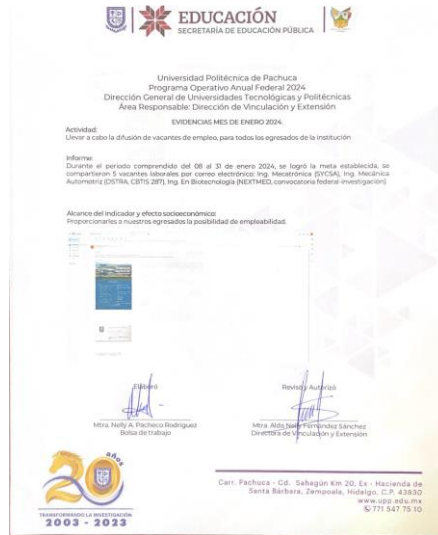 EDUCACIÓN
SECRETARÍA DE EDUCACIÓN PÚBLICA
Universidad Politécnica de Pachuca
Programa Operativo Anual Federal 2024
Dirección General de Universidades Tecnológicas y Politécnicas
Área Responsable: Dirección de Vinculación y Extensión
EVIDENCIAS MES DE ENERO 2024.
Actividad:
Llevar a cabo la difusión de vacantes de empleo, para todos los egresados de la institución
Informe:
Durante el periodo comprendido del 08 al 31 de enero 2024, se logró la meta establecida, se
compartieron 5 vacantes laborales por correo electrónico: Ing. Mecatrónica (SYCSA), Ing. Mecánica
Automotriz (DSTRA, CBTIS 287), Ing. En Biotecnología (NEXTMED, convocatoria federal-investigación)
Alcance del indicador y efecto socioeconómico:
Proporcionarles a nuestros egresados la posibilidad de empleabilidad.
Elaboró
Mtra. Nelly A. Pacheco Rodríguez
Bolsa de trabajo
Revisó y Autorizó
Mtra. Alda Nelly Fernández Sánchez
Directora de Vinculación y Extensión
20 años
TRANSFORMANDO LA INVESTIGACIÓN
2003 - 2023
Carr. Pachuca - Cd. Sahagún Km 20, Ex - Hacienda de
Santa Bárbara, Zempoala, Hidalgo, C.P. 43830
www.upp.edu.mx
771 547 75 10